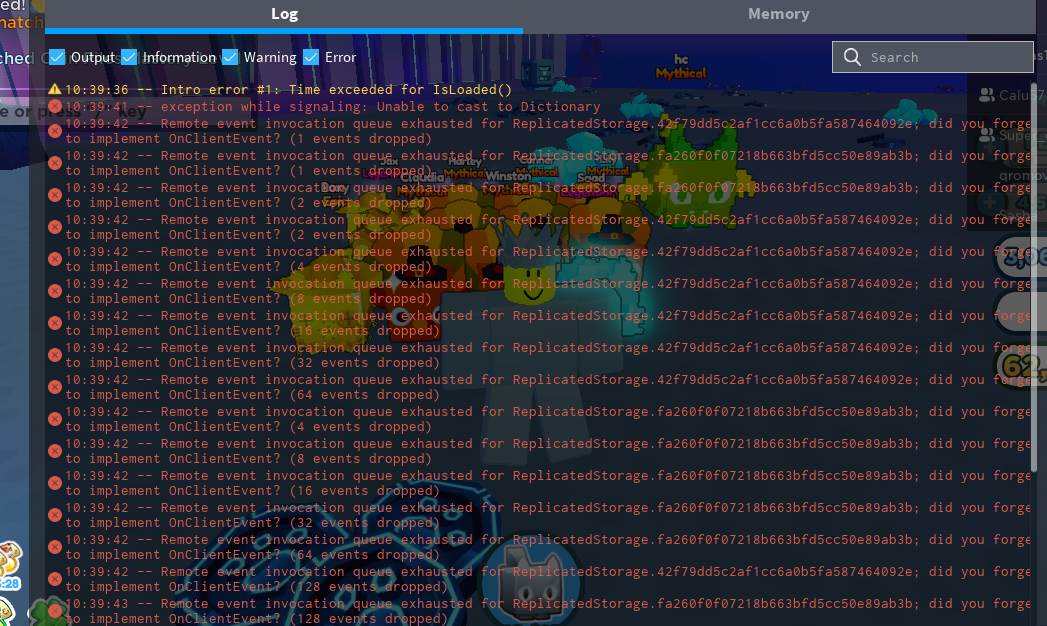 Log
Memory
Output
Information
Warning
Error
Search
10:39:36 -- Intro error #1: Time exceeded for IsLoaded()
10:39:41 -- exception while signaling: Unable to cast to Dictionary
10:39:42 -- Remote event invocation queue exhausted for ReplicatedStorage.42f79dd5c2af1cc6a0b5fa587464092e; did you forge
to implement OnClientEvent? (1 events dropped)
10:39:42 -- Remote event invocation queue exhausted for ReplicatedStorage.fa260f0f07218b663bfd5cc50e89ab3b; did you forge
to implement OnClientEvent? (1 events dropped)
10:39:42 -- Remote event invocation queue exhausted for ReplicatedStorage.fa260f0f07218b663bfd5cc50e89ab3b; did you forge
to implement OnClientEvent? (2 events dropped)
10:39:42 -- Remote event invocation queue exhausted for ReplicatedStorage.42f79dd5c2af1cc6a0b5fa587464092e; did you forge
to implement OnClientEvent? (2 events dropped)
10:39:42 -- Remote event invocation queue exhausted for ReplicatedStorage.42f79dd5c2af1cc6a0b5fa587464092e; did you forge
to implement OnClientEvent? (4 events dropped)
10:39:42 -- Remote event invocation queue exhausted for ReplicatedStorage.42f79dd5c2af1cc6a0b5fa587464092e; did you forge
to implement OnClientEvent? (8 events dropped)
10:39:42 -- Remote event invocation queue exhausted for ReplicatedStorage.42f79dd5c2af1cc6a0b5fa587464092e; did you forge
to implement OnClientEvent? (16 events dropped)
10:39:42 -- Remote event invocation queue exhausted for ReplicatedStorage.42f79dd5c2af1cc6a0b5fa587464092e; did you forge
to implement OnClientEvent? (32 events dropped)
10:39:42 -- Remote event invocation queue exhausted for ReplicatedStorage.42f79dd5c2af1cc6a0b5fa587464092e; did you forge
to implement OnClientEvent? (64 events dropped)
10:39:42 -- Remote event invocation queue exhausted for ReplicatedStorage.fa260f0f07218b663bfd5cc50e89ab3b; did you forge
to implement OnClientEvent? (4 events dropped)
10:39:42 -- Remote event invocation queue exhausted for ReplicatedStorage.fa260f0f07218b663bfd5cc50e89ab3b; did you forge
to implement OnClientEvent? (8 events dropped)
10:39:42 -- Remote event invocation queue exhausted for ReplicatedStorage.fa260f0f07218b663bfd5cc50e89ab3b; did you forge
to implement OnClientEvent? (16 events dropped)
10:39:42 -- Remote event invocation queue exhausted for ReplicatedStorage.fa260f0f07218b663bfd5cc50e89ab3b; did you forge
to implement OnClientEvent? (32 events dropped)
10:39:42 -- Remote event invocation queue exhausted for ReplicatedStorage.fa260f0f07218b663bfd5cc50e89ab3b; did you forge
to implement OnClientEvent? (64 events dropped)
10:39:42 -- Remote event invocation queue exhausted for ReplicatedStorage.42f79dd5c2af1cc6a0b5fa587464092e; did you forge
to implement OnClientEvent? (128 events dropped)
10:39:43 -- Remote event invocation queue exhausted for ReplicatedStorage.fa260f0f07218b663bfd5cc50e89ab3b; did you forge
to implement OnClientEvent? (128 events dropped)
hc
Mythical
Harley
Claudia
Winston
Mythical
Mythical
Mythical
Calu57
Super
qromov
Sash
:28